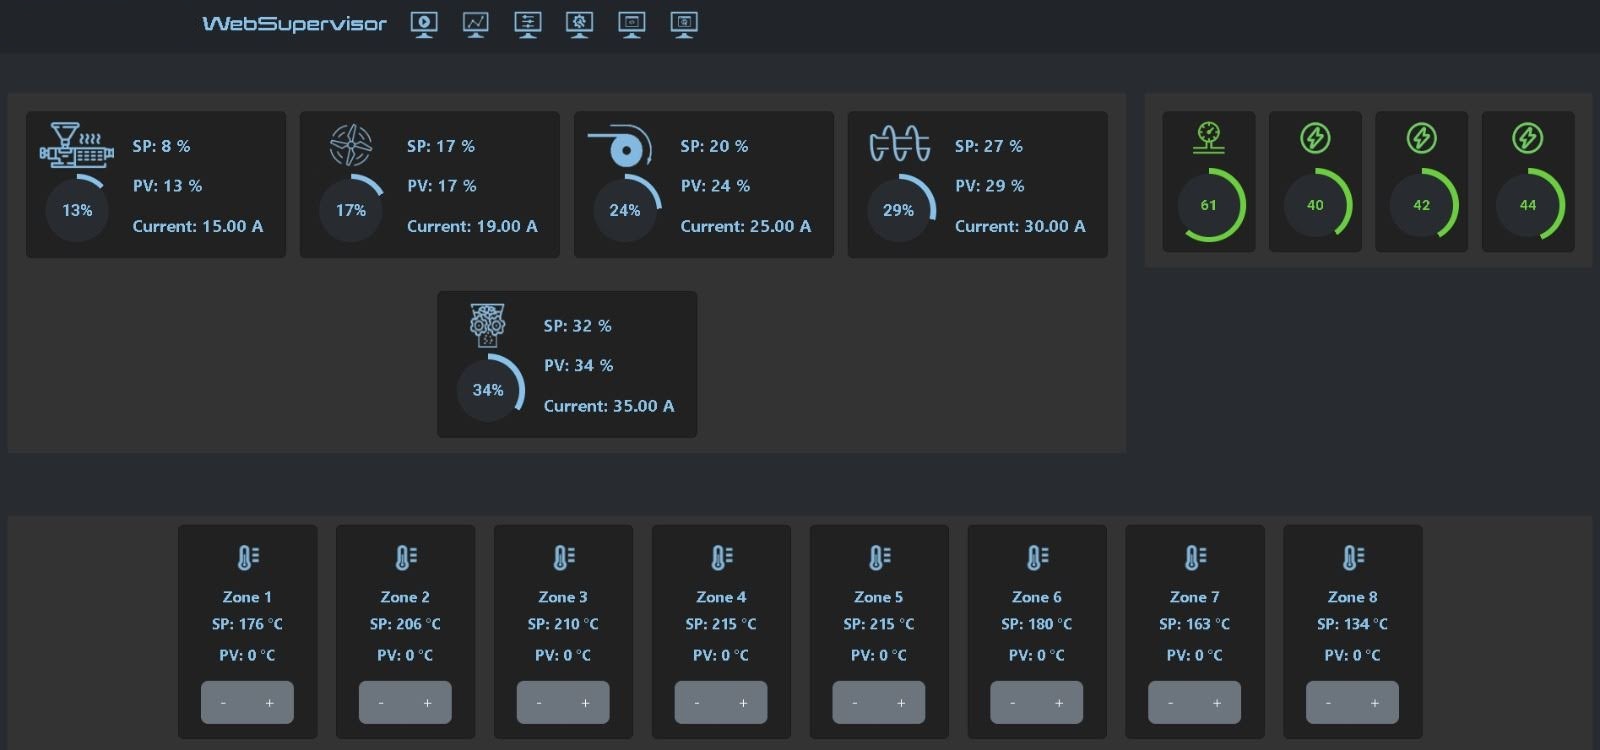 WebSupervisor
SP: 8 %
PV: 13 %
13%
Current: 15.00 A
SP: 17 %
PV: 17 %
17%
Current: 19.00 A
SP: 20 %
PV: 24 %
24%
Current: 25.00 A
SP: 27 %
PV: 29 %
29%
Current: 30.00 A
61
40
42
44
SP: 32 %
PV: 34 %
34%
Current: 35.00 A
Zone 1
SP: 176 °C
PV: 0 °C
- +
Zone 2
SP: 206 °C
PV: 0 °C
- +
Zone 3
SP: 210 °C
PV: 0 °C
- +
Zone 4
SP: 215 °C
PV: 0 °C
- +
Zone 5
SP: 215 °C
PV: 0 °C
- +
Zone 6
SP: 180 °C
PV: 0 °C
- +
Zone 7
SP: 163 °C
PV: 0 °C
- +
Zone 8
SP: 134 °C
PV: 0 °C
- +